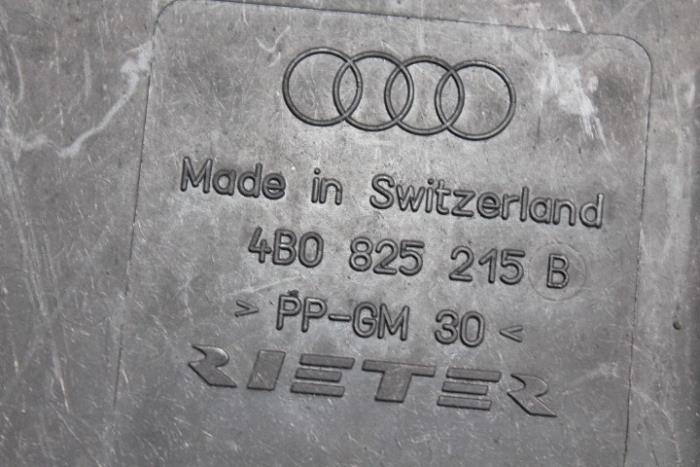 Made in Switzerland
4B0 825 215 B
> PP-GM 30 <
RIETER